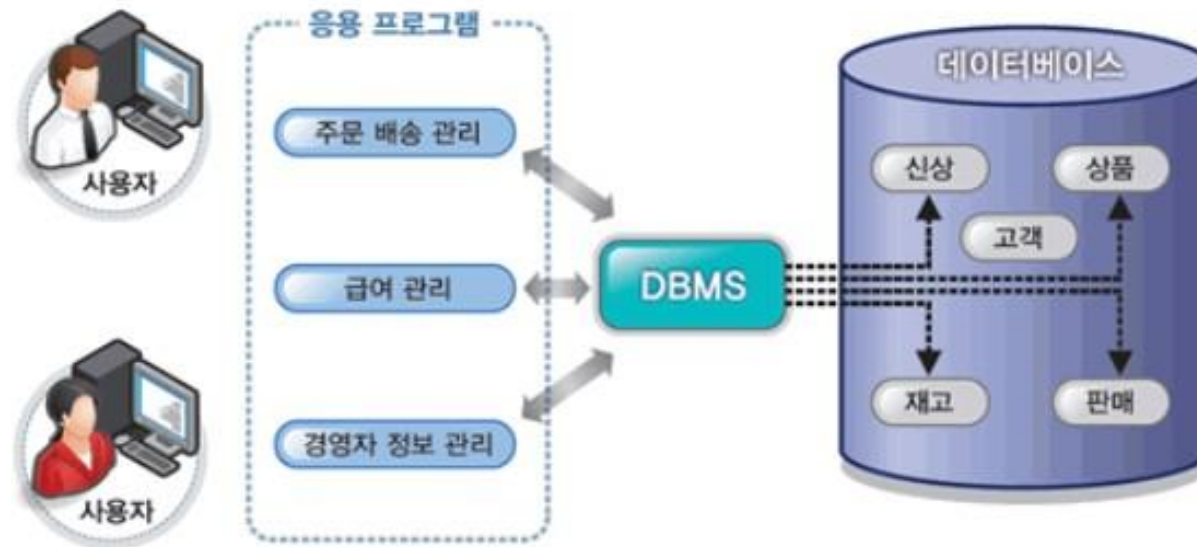 응용 프로그램
사용자
주문 배송 관리
급여 관리
경영자 정보 관리
사용자
DBMS
데이터베이스
신상
상품
고객
재고
판매